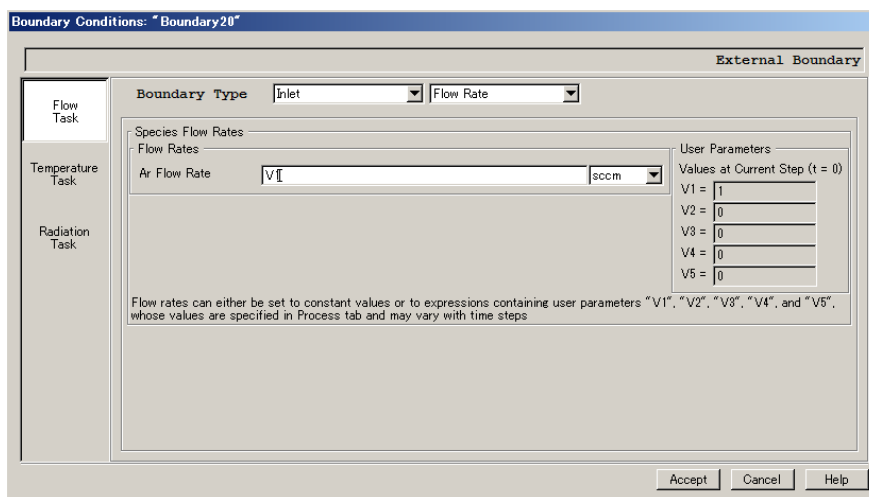 Boundary Conditions: "Boundary20"
External Boundary
Flow
Task
Temperature
Task
Radiation
Task
Boundary Type Inlet Flow Rate
Species Flow Rates
Flow Rates
Ar Flow Rate V1 sccm
User Parameters
Values at Current Step (t = 0)
V1 = 1
V2 = 0
V3 = 0
V4 = 0
V5 = 0
Flow rates can either be set to constant values or to expressions containing user parameters "V1", "V2", "V3", "V4", and "V5",
whose values are specified in Process tab and may vary with time steps
Accept Cancel Help